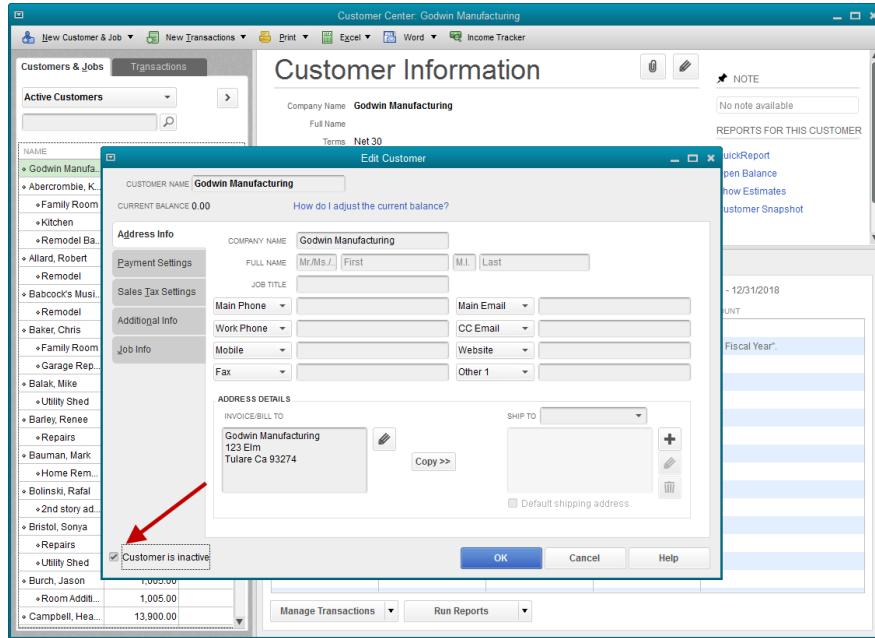 Customer Center: Godwin Manufacturing
New Customer & Job New Transactions Print Excel Word Income Tracker
Customers & Jobs Transactions
Active Customers
NAME
Godwin Manufa...
Abercrombie, K...
Family Room
Kitchen
Remodel Ba...
Allard, Robert
Remodel
Babcock's Musi...
Remodel
Baker, Chris
Family Room
Garage Rep...
Balak, Mike
Utility Shed
Barley, Renee
Repairs
Bauman, Mark
Home Rem...
Bolinski, Rafal
2nd story ad...
Bristol, Sonya
Repairs
Utility Shed
Burch, Jason 1,005.00
Room Additi... 1,005.00
Campbell, Hea... 13,900.00
Customer Information
Company Name Godwin Manufacturing
Full Name
Terms Net 30
NOTE
No note available
REPORTS FOR THIS CUSTOMER
uickReport
pen Balance
how Estimates
ustomer Snapshot
- 12/31/2018
UNT
Fiscal Year".
Manage Transactions Run Reports
Edit Customer
CUSTOMER NAME Godwin Manufacturing
CURRENT BALANCE 0.00 How do I adjust the current balance?
Address Info
Payment Settings
Sales Tax Settings
Additional Info
Job Info
COMPANY NAME Godwin Manufacturing
FULL NAME Mr./Ms./.. First M.I. Last
JOB TITLE
Main Phone Main Email
Work Phone CC Email
Mobile Website
Fax Other 1
ADDRESS DETAILS
INVOICE/BILL TO SHIP TO
Godwin Manufacturing
123 Elm
Tulare Ca 93274
Copy >>
Default shipping address
Customer is inactive OK Cancel Help